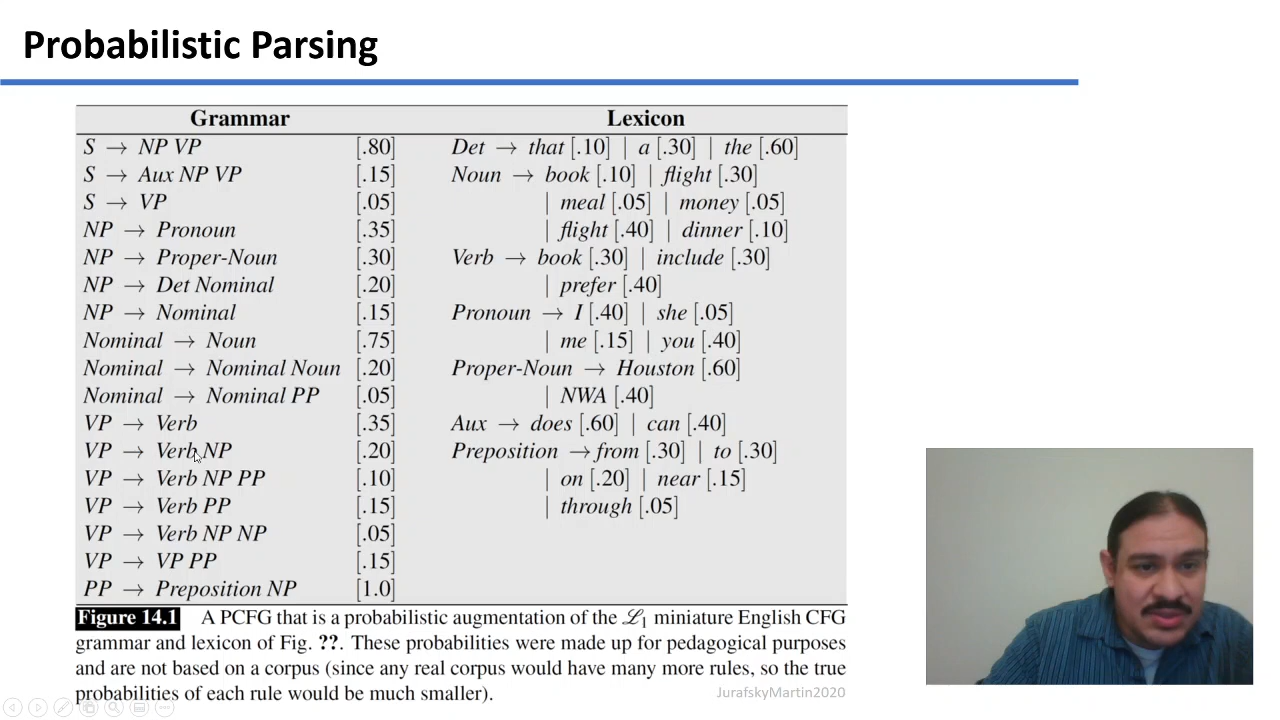 Probabilistic Parsing
Grammar Lexicon
S → NP VP [.80] Det → that [.10] | a [.30] | the [.60]
S → Aux NP VP [.15] Noun → book [.10] | flight [.30]
S → VP [.05] | meal [.05] | money [.05]
NP → Pronoun [.35] | flight [.40] | dinner [.10]
NP → Proper-Noun [.30] Verb → book [.30] | include [.30]
NP → Det Nominal [.20] | prefer [.40]
NP → Nominal [.15] Pronoun → I [.40] | she [.05]
Nominal → Noun [.75] | me [.15] | you [.40]
Nominal → Nominal Noun [.20] Proper-Noun → Houston [.60]
Nominal → Nominal PP [.05] | NWA [.40]
VP → Verb [.35] Aux → does [.60] | can [.40]
VP → Verb NP [.20] Preposition → from [.30] | to [.30]
VP → Verb NP PP [.10] | on [.20] | near [.15]
VP → Verb PP [.15] | through [.05]
VP → Verb NP NP [.05]
VP → VP PP [.15]
PP → Preposition NP [1.0]
Figure 14.1 A PCFG that is a probabilistic augmentation of the ℒ1 miniature English CFG
grammar and lexicon of Fig. ??. These probabilities were made up for pedagogical purposes
and are not based on a corpus (since any real corpus would have many more rules, so the true
probabilities of each rule would be much smaller).
JurafskyMartin2020